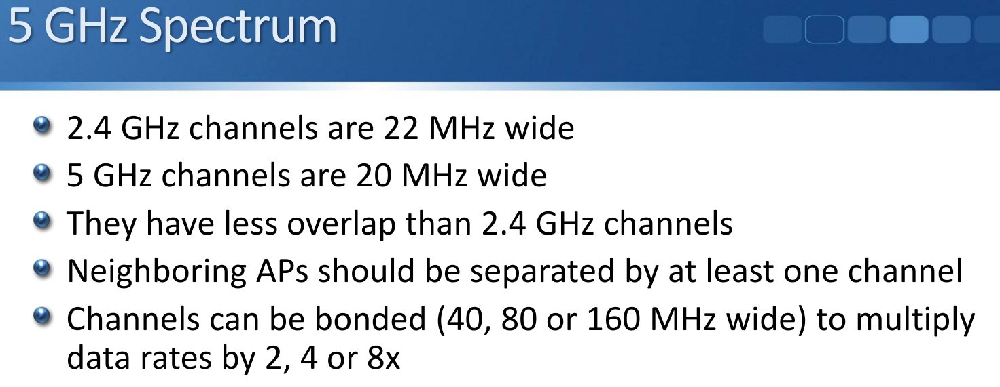 5 GHz Spectrum
2.4 GHz channels are 22 MHz wide
5 GHz channels are 20 MHz wide
They have less overlap than 2.4 GHz channels
Neighboring APs should be separated by at least one channel
Channels can be bonded (40, 80 or 160 MHz wide) to multiply
data rates by 2, 4 or 8x